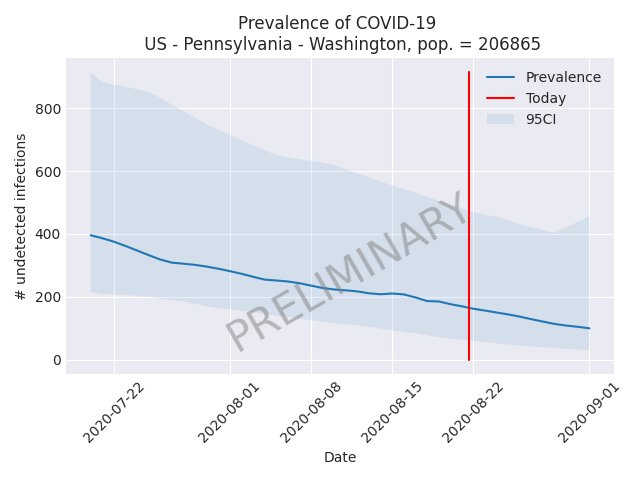 Prevalence of COVID-19
US - Pennsylvania - Washington, pop. = 206865
Prevalence
Today
95CI
PRELIMINARY
# undetected infections
800
600
400
200
0
2020-07-22
2020-08-01
2020-08-08
2020-08-15
2020-08-22
2020-09-01
Date